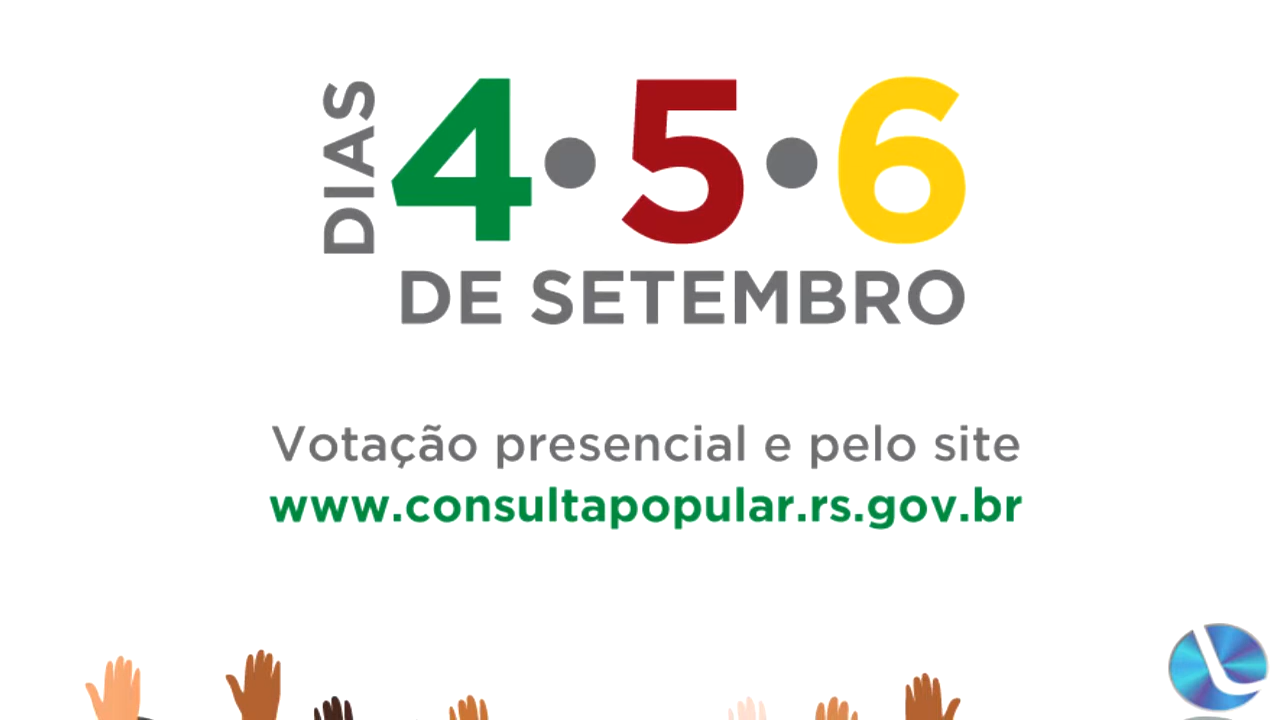 DIAS
4•5•6
DE SETEMBRO
Votação presencial e pelo site
www.consultapopular.rs.gov.br